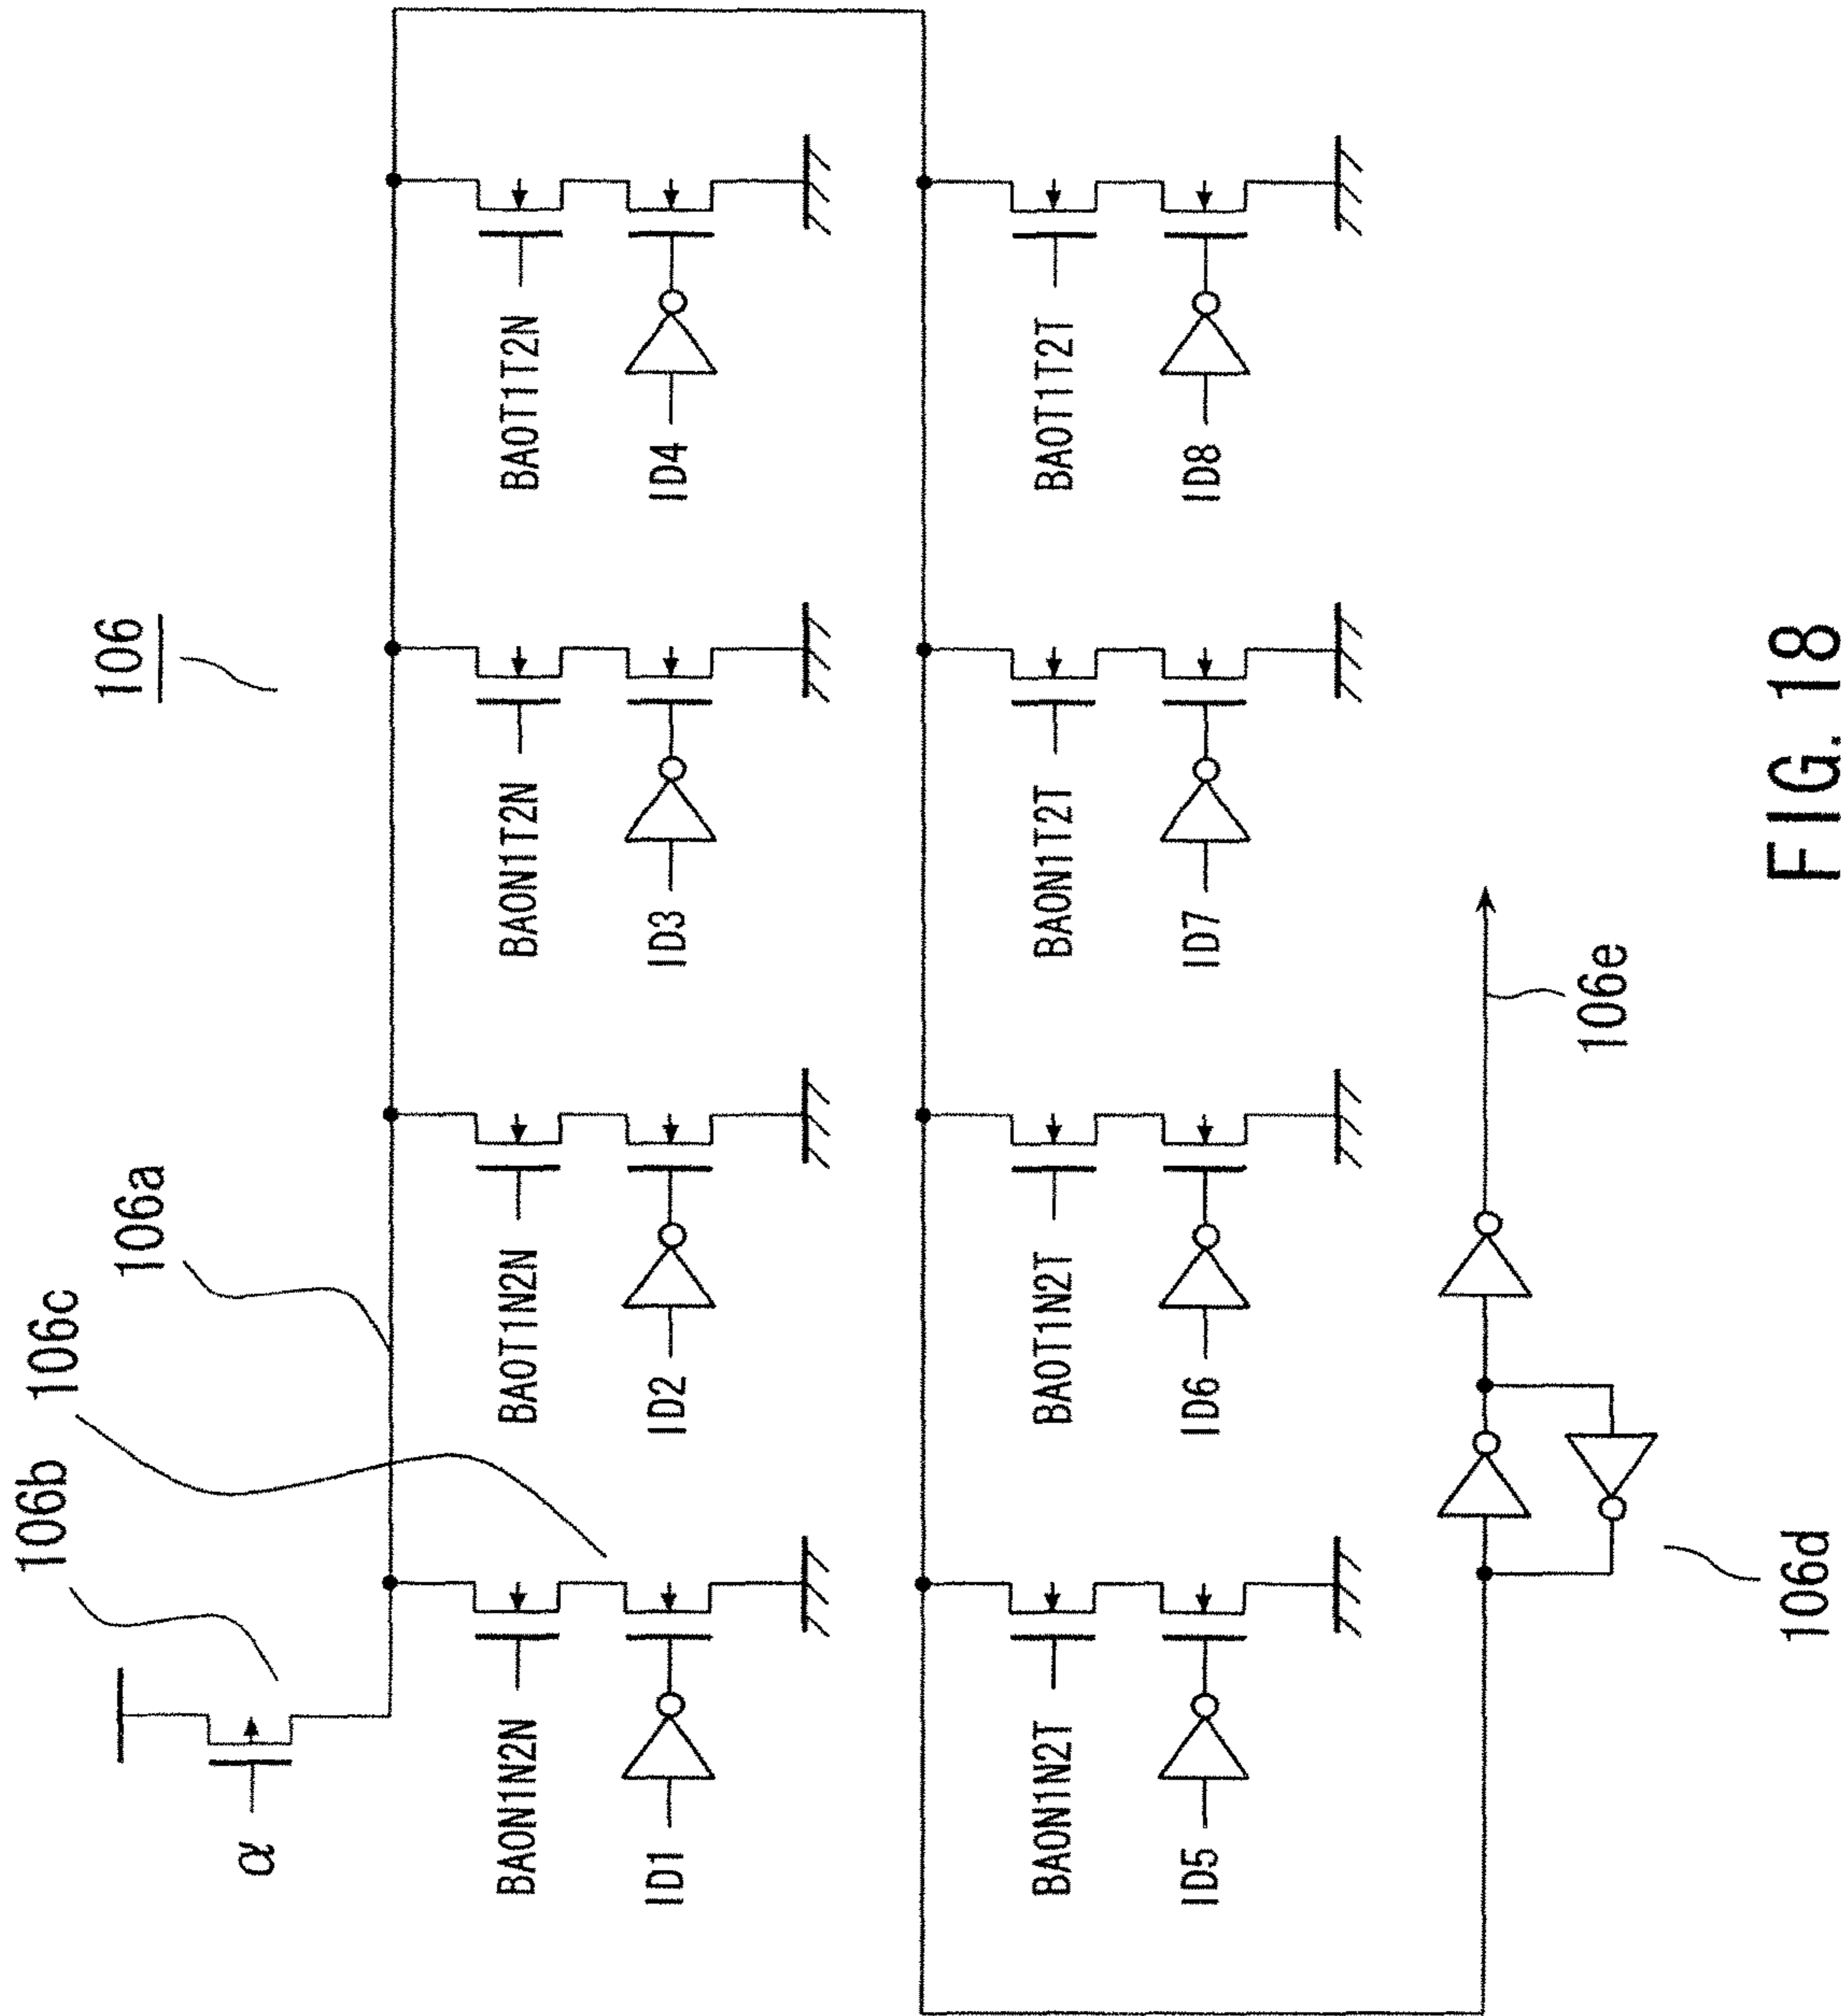 106
106b
106c
106a
α
BA0N1N2N
BA0T1N2N
BA0N1T2N
BA0T1T2N
ID1
ID2
ID3
ID4
BA0N1N2T
BA0T1N2T
BA0N1T2T
BA0T1T2T
ID5
ID6
ID7
ID8
106d
106e
FIG. 18